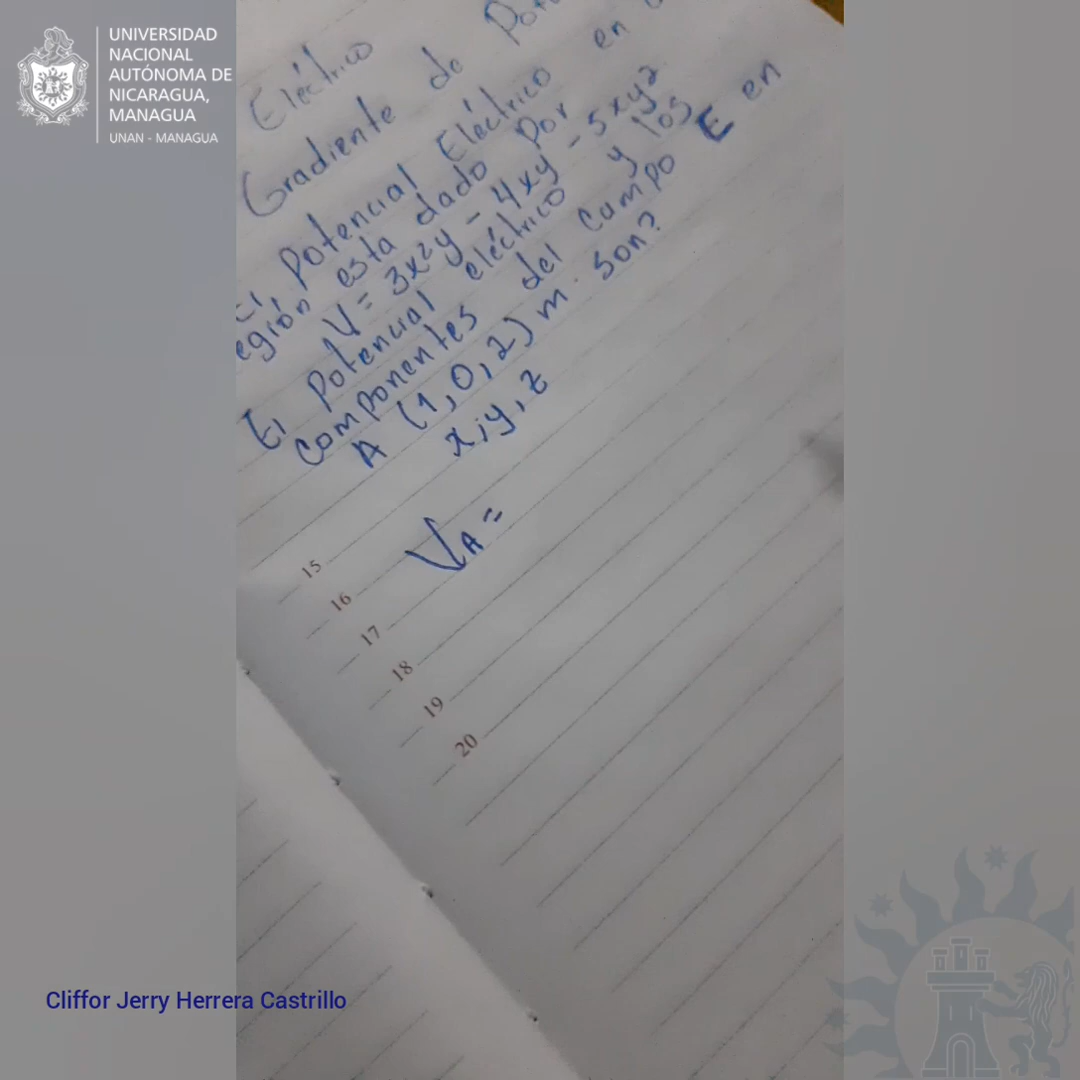 UNIVERSIDAD
NACIONAL
AUTÓNOMA DE
NICARAGUA,
MANAGUA
UNAN - MANAGUA
Eléctrico
Gradiente de
El Potencial Eléctrico en
egión esta dado por
V = 3x²y - 4xy - 5xyz
El potencial eléctrico y los
componentes del campo E en
A (1, 0, 2) m. son?
x, y, z
VA =
15
16
17
18
19
20
Cliffor Jerry Herrera Castrillo